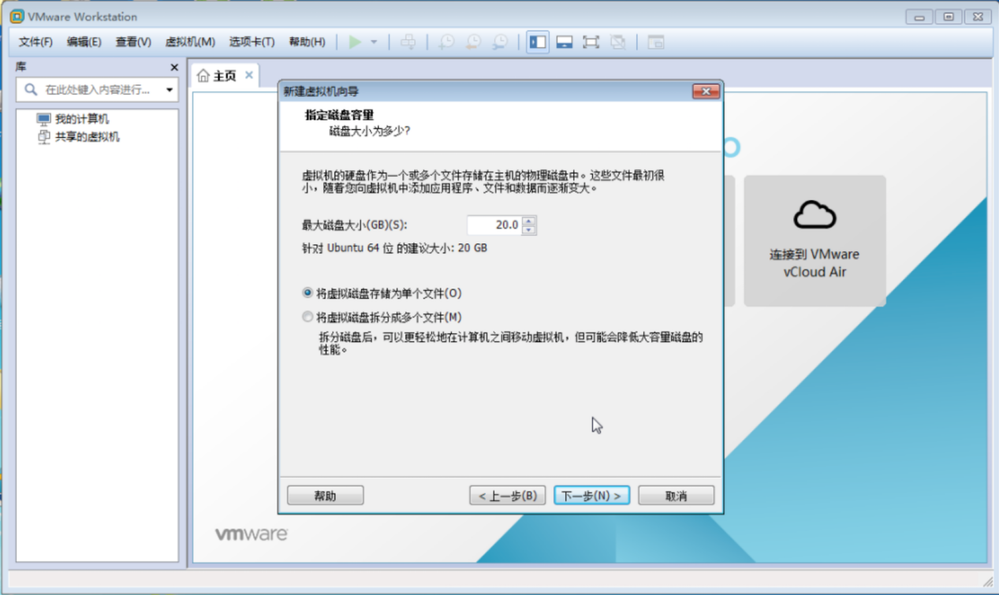 VMware Workstation
文件(F) 编辑(E) 查看(V) 虚拟机(M) 选项卡(T) 帮助(H)
库
在此处键入内容进行...
我的计算机
共享的虚拟机
主页
新建虚拟机向导
指定磁盘容量
磁盘大小为多少?
虚拟机的硬盘作为一个或多个文件存储在主机的物理磁盘中。这些文件最初很
小，随着您向虚拟机中添加应用程序、文件和数据而逐渐变大。
最大磁盘大小(GB)(S): 20.0
针对 Ubuntu 64 位 的建议大小: 20 GB
将虚拟磁盘存储为单个文件(O)
将虚拟磁盘拆分成多个文件(M)
拆分磁盘后，可以更轻松地在计算机之间移动虚拟机，但可能会降低大容量磁盘的
性能。
帮助 < 上一步(B) 下一步(N) > 取消
连接到 VMware
vCloud Air
vmware